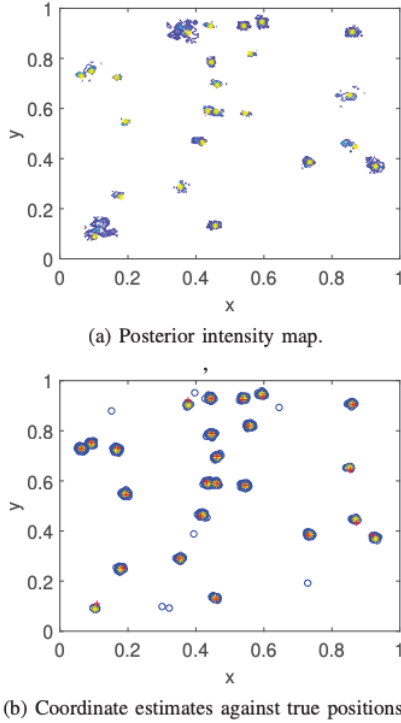 1
0.8
0.6
y
0.4
0.2
0
0 0.2 0.4 0.6 0.8 1
x
(a) Posterior intensity map.
,
1
0.8
0.6
y
0.4
0.2
0
0 0.2 0.4 0.6 0.8 1
x
(b) Coordinate estimates against true positions